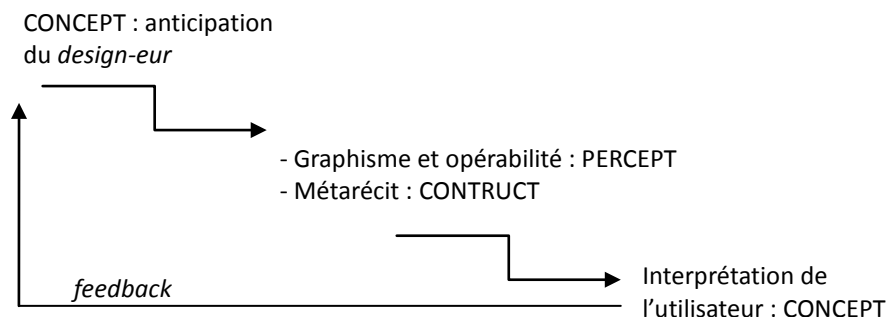 CONCEPT : anticipation
du design-eur
- Graphisme et opérabilité : PERCEPT
- Métarécit : CONTRUCT
Interprétation de
l'utilisateur : CONCEPT
feedback